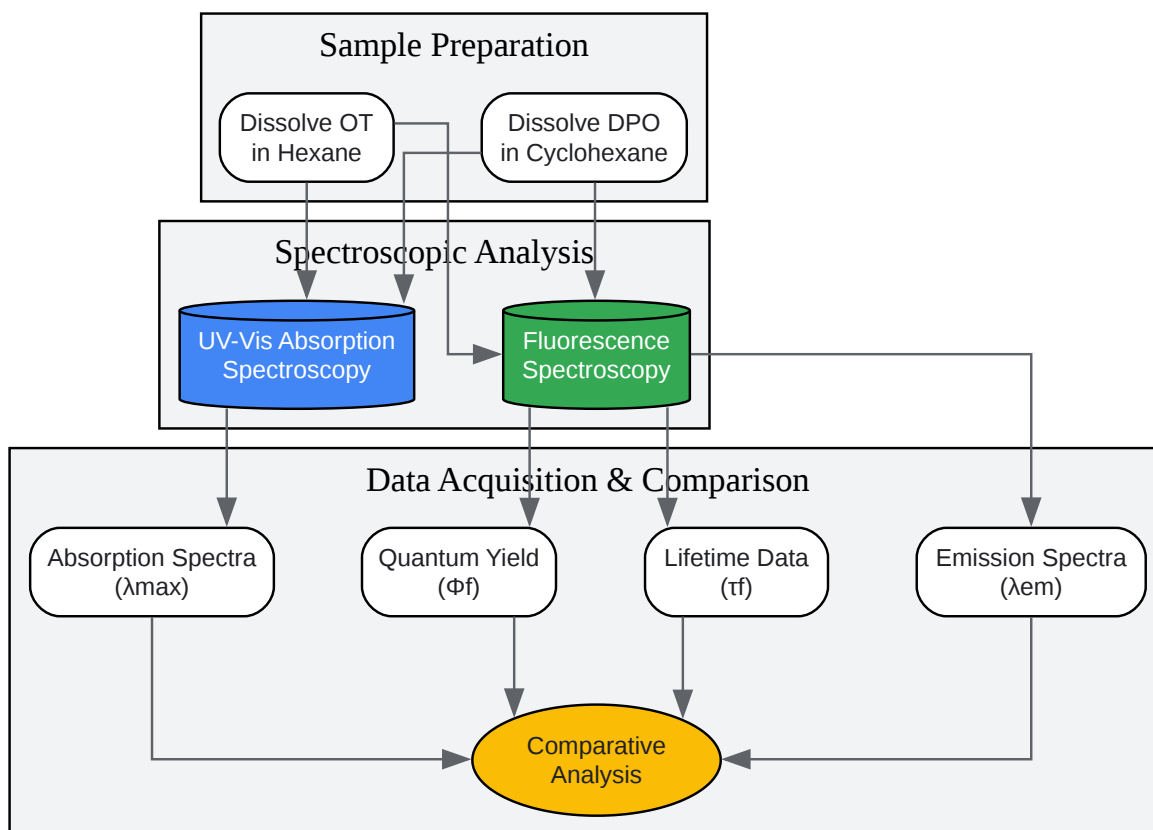 Sample Preparation
Dissolve OT
in Hexane
Dissolve DPO
in Cyclohexane
Spectroscopic Analysis
UV-Vis Absorption
Spectroscopy
Fluorescence
Spectroscopy
Data Acquisition & Comparison
Absorption Spectra
(λmax)
Quantum Yield
(Φf)
Lifetime Data
(τf)
Emission Spectra
(λem)
Comparative
Analysis